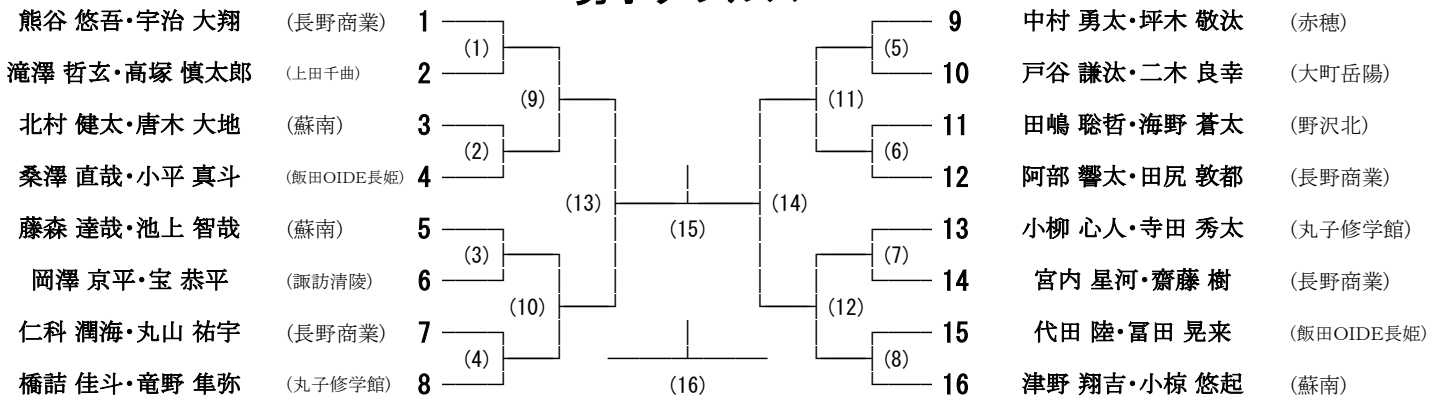 熊谷 悠吾・宇治 大翔 (長野商業) 1
滝澤 哲玄・高塚 慎太郎 (上田千曲) 2
北村 健太・唐木 大地 (蘇南) 3
桑澤 直哉・小平 真斗 (飯田OIDE長姫) 4
藤森 達哉・池上 智哉 (蘇南) 5
岡澤 京平・宝 恭平 (諏訪清陵) 6
仁科 潤海・丸山 祐宇 (長野商業) 7
橋詰 佳斗・竜野 隼弥 (丸子修学館) 8
(1)
(2)
(3)
(4)
(9)
(10)
(13)
(15)
(16)
(14)
(11)
(12)
(5)
(6)
(7)
(8)
9 中村 勇太・坪木 敬汰 (赤穂)
10 戸谷 謙汰・二木 良幸 (大町岳陽)
11 田嶋 聡哲・海野 蒼太 (野沢北)
12 阿部 響太・田尻 敦都 (長野商業)
13 小柳 心人・寺田 秀太 (丸子修学館)
14 宮内 星河・齋藤 樹 (長野商業)
15 代田 陸・冨田 晃来 (飯田OIDE長姫)
16 津野 翔吉・小椋 悠起 (蘇南)